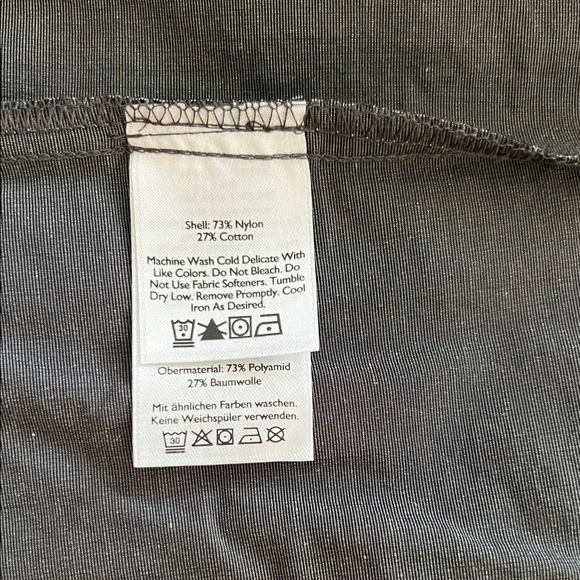 Shell: 73% Nylon
27% Cotton
Machine Wash Cold Delicate With
Like Colors. Do Not Bleach. Do
Not Use Fabric Softeners. Tumble
Dry Low. Remove Promptly. Cool
Iron As Desired.
30
Obermaterial: 73% Polyamid
27% Baumwolle
Mit ähnlichen Farben waschen.
Keine Weichspüler verwenden.
30